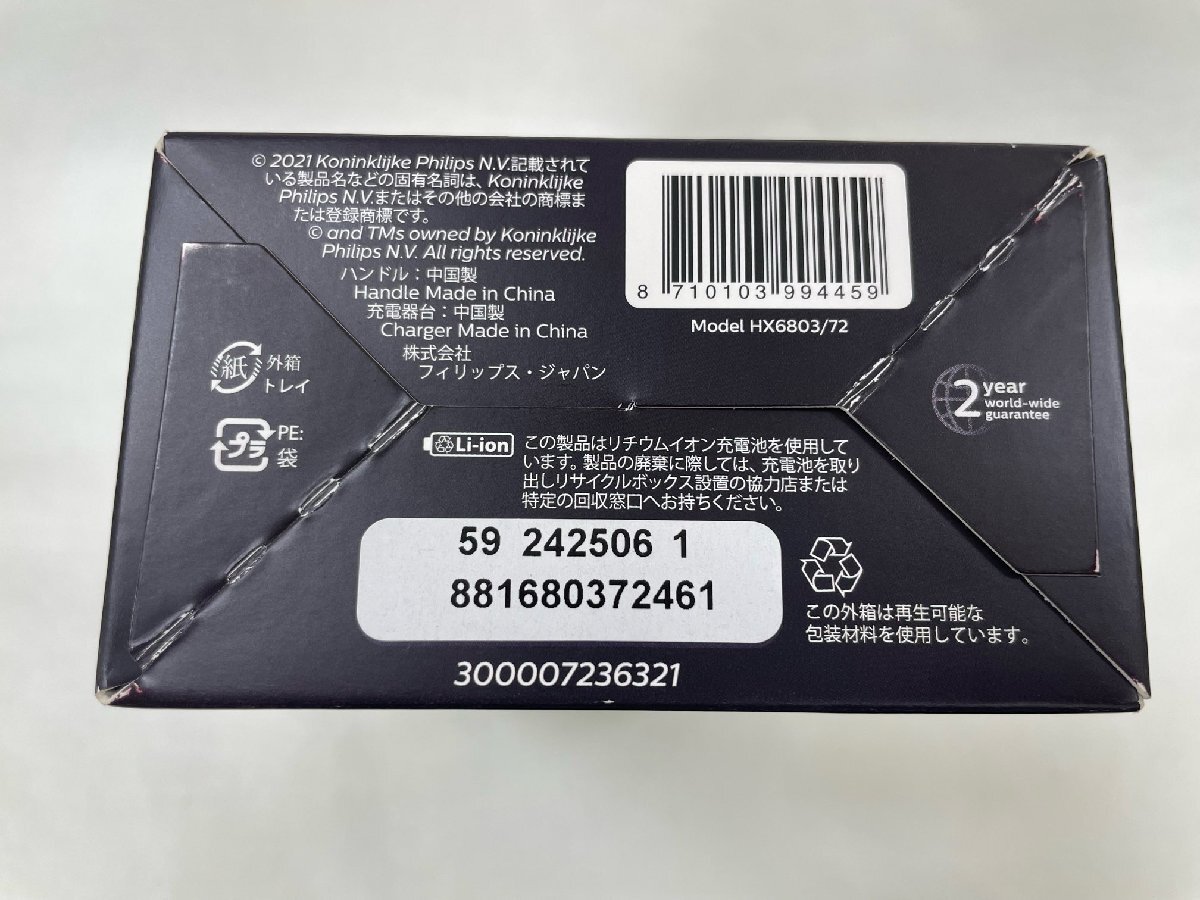 © 2021 Koninklijke Philips N.V.記載されて
いる製品名などの固有名詞は、Koninklijke
Philips N.V.またはその他の会社の商標ま
たは登録商標です。
© and TMs owned by Koninklijke
Philips N.V. All rights reserved.
ハンドル：中国製
Handle Made in China
充電器台：中国製
Charger Made in China
株式会社
フィリップス・ジャパン
8 710103 994459
Model HX6803/72
紙 外箱
トレイ
プラ PE:
袋
2 year
world-wide
guarantee
Li-ion
この製品はリチウムイオン充電池を使用して
います。製品の廃棄に際しては、充電池を取り
出しリサイクルボックス設置の協力店または
特定の回収窓口へお持ちください。
59 242506 1
881680372461
この外箱は再生可能な
包装材料を使用しています。
300007236321